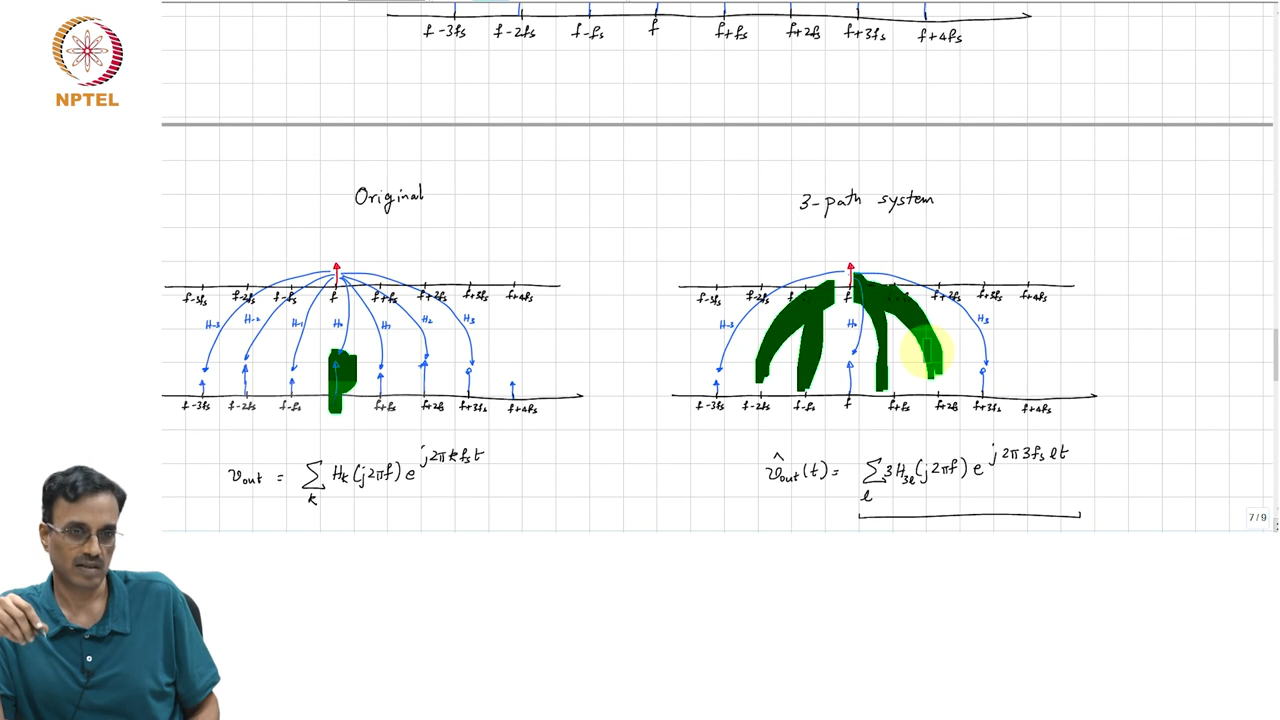 f-3fs f-2fs f-fs f f+fs f+2fs f+3fs f+4fs
NPTEL
Original
3-path system
f-3fs f-2fs f-fs f f+fs f+2fs f+3fs f+4fs
f-3fs f-2fs f-fs f f+2fs f+3fs f+4fs
H-3 H-2 H-1 H0 H1 H2 H3
H-3 H0 H3
f-3fs f-2fs f-fs f f+fs f+2fs f+3fs f+4fs
f-3fs f-2fs f-fs f f+fs f+2fs f+3fs f+4fs
vout = ∑k Hk(j2πf) e^{j2πkfst}
v̂out(t) = ∑l 3H3l(j2πf) e^{j2π3fslt}
7/9